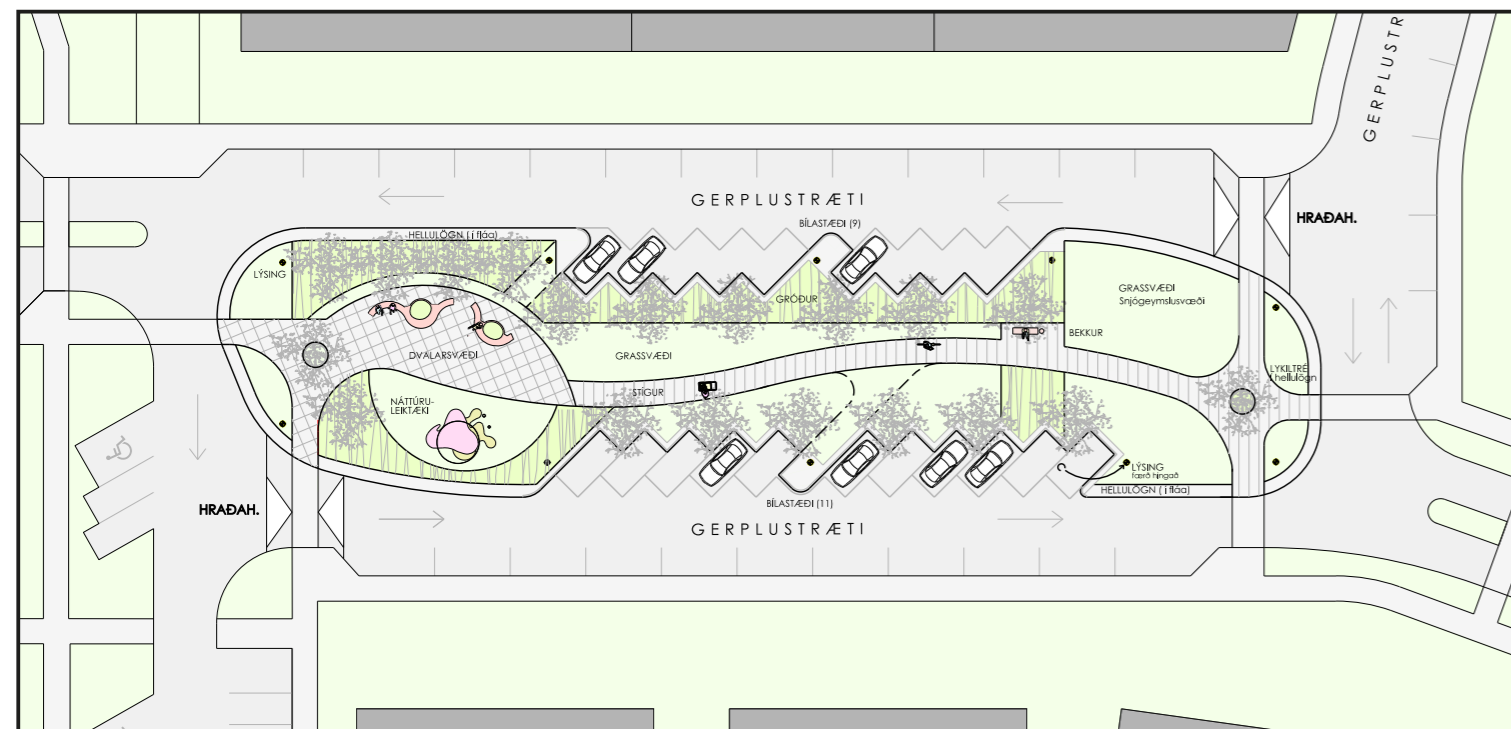 GERPLUSTR
GERPLUSTRÆTI
HRAÐAH.
BÍLASTÆÐI (9)
HELLULÖGN ( í fláa)
LÝSING
GRÓÐUR
GRASSVÆÐI
Snjógeymslusvæði
BEKKUR
DVALARSVÆÐI
GRASSVÆÐI
LYKILTRÉ
í hellulögn
STÍGUR
NÁTTÚRU-
LEIKTÆKI
LÝSING
færð hingað
HELLULÖGN ( í fláa)
BÍLASTÆÐI (11)
HRAÐAH.
GERPLUSTRÆTI